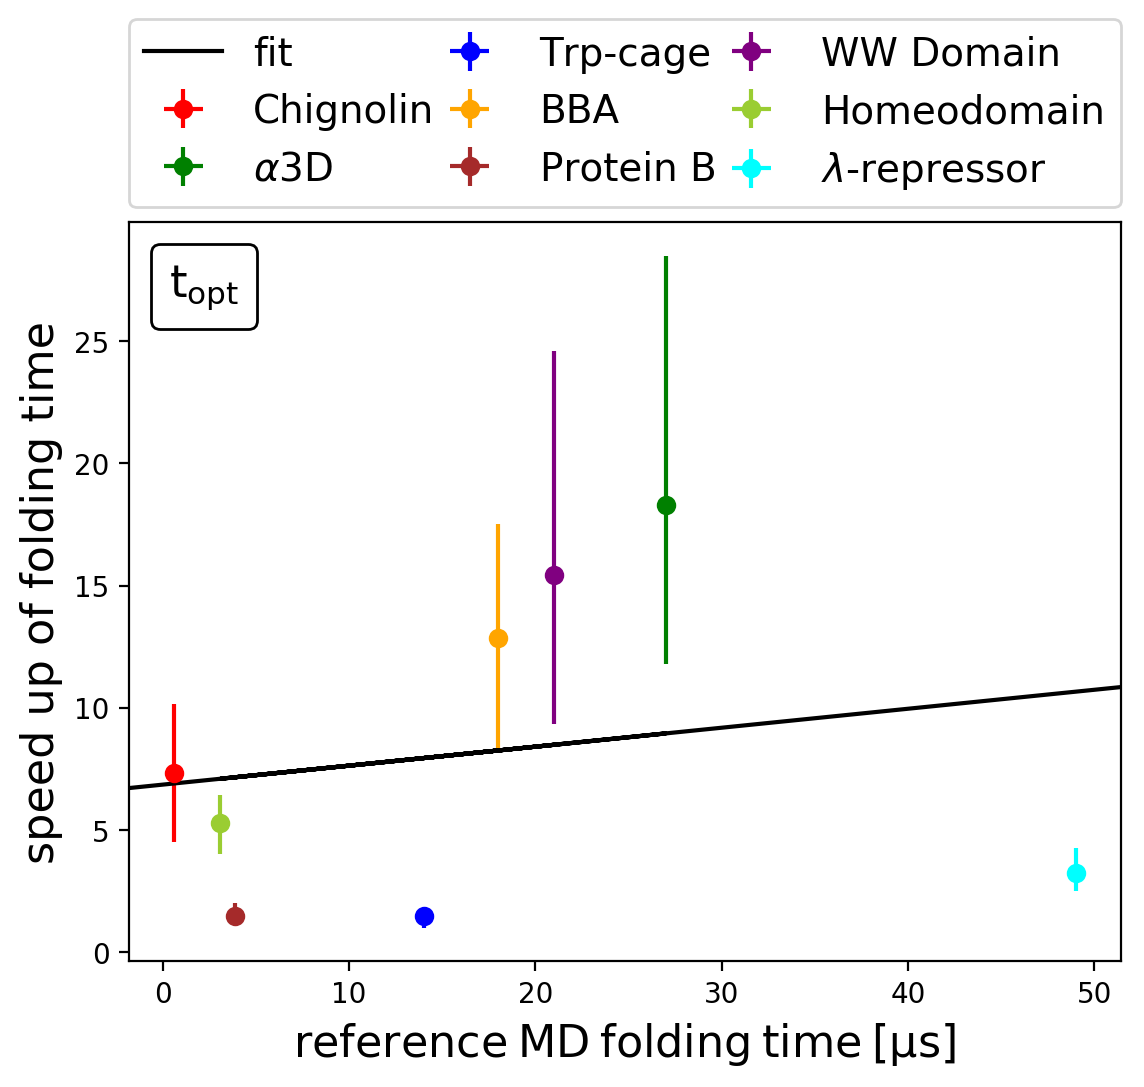 fit
Trp-cage
WW Domain
Chignolin
BBA
Homeodomain
α3D
Protein B
λ-repressor
t_opt
speed up of folding time
25
20
15
10
5
0
0 10 20 30 40 50
reference MD folding time [μs]